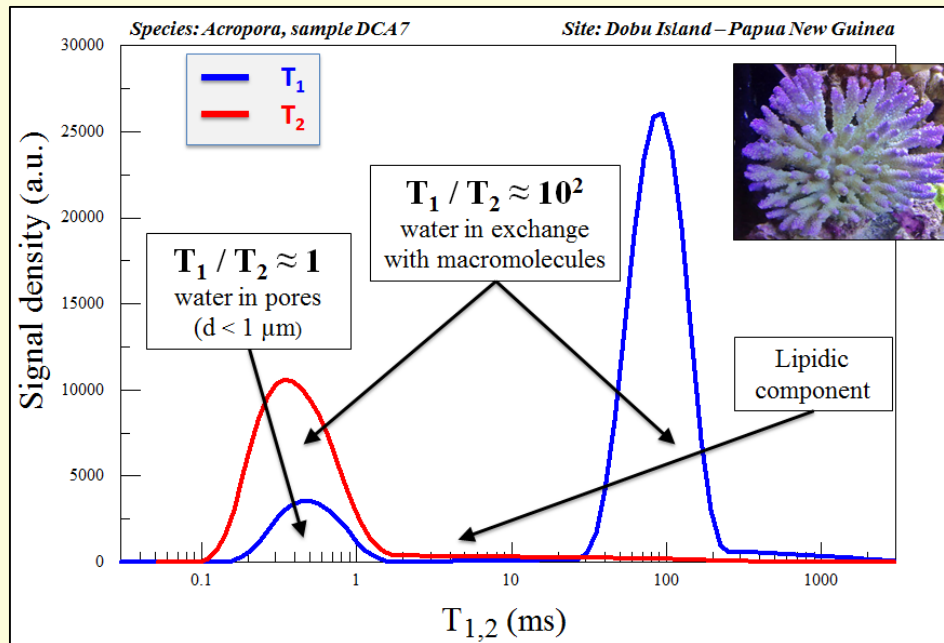 Species: Acropora, sample DCA7
Site: Dobu Island – Papua New Guinea
30000
25000
20000
15000
10000
5000
0
Signal density (a.u.)
T₁
T₂
T₁ / T₂ ≈ 1
water in pores
(d < 1 µm)
T₁ / T₂ ≈ 10²
water in exchange
with macromolecules
Lipidic
component
0.1 1 10 100 1000
T₁,₂ (ms)